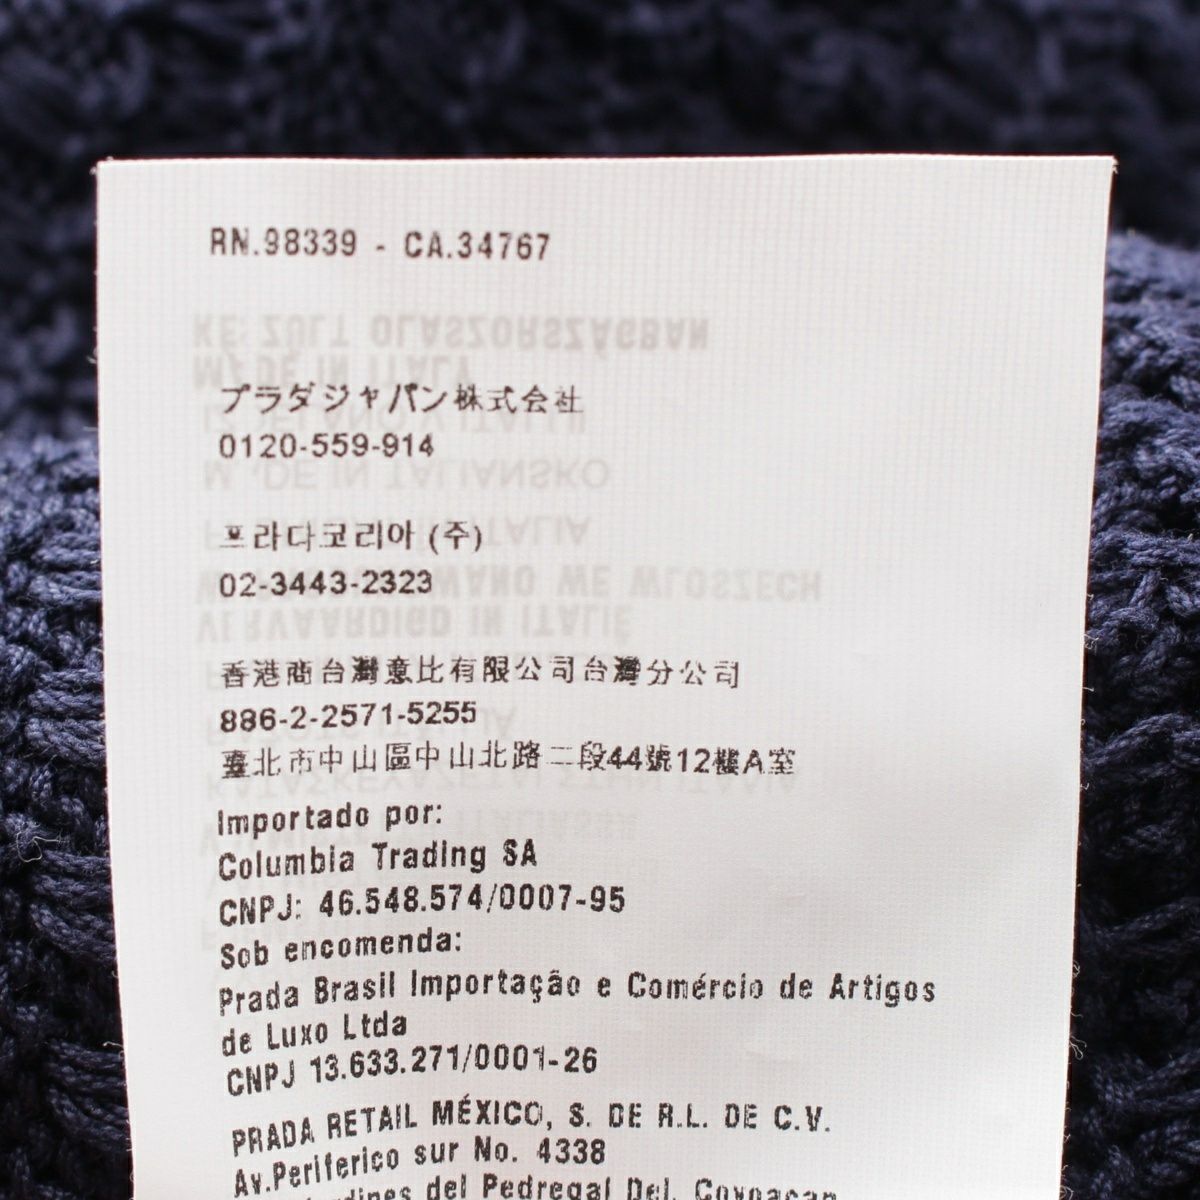 RN.98339 - CA.34767
プラダジャパン株式会社
0120-559-914
프라다코리아 (주)
02-3443-2323
香港商台灣意比有限公司台灣分公司
886-2-2571-5255
臺北市中山區中山北路二段44號12樓A室
Importado por:
Columbia Trading SA
CNPJ: 46.548.574/0007-95
Sob encomenda:
Prada Brasil Importação e Comércio de Artigos
de Luxo Ltda
CNPJ 13.633.271/0001-26
PRADA RETAIL MÉXICO, S. DE R.L. DE C.V.
Av.Periferico sur No. 4338
del Pedregal Del. Coyoacan